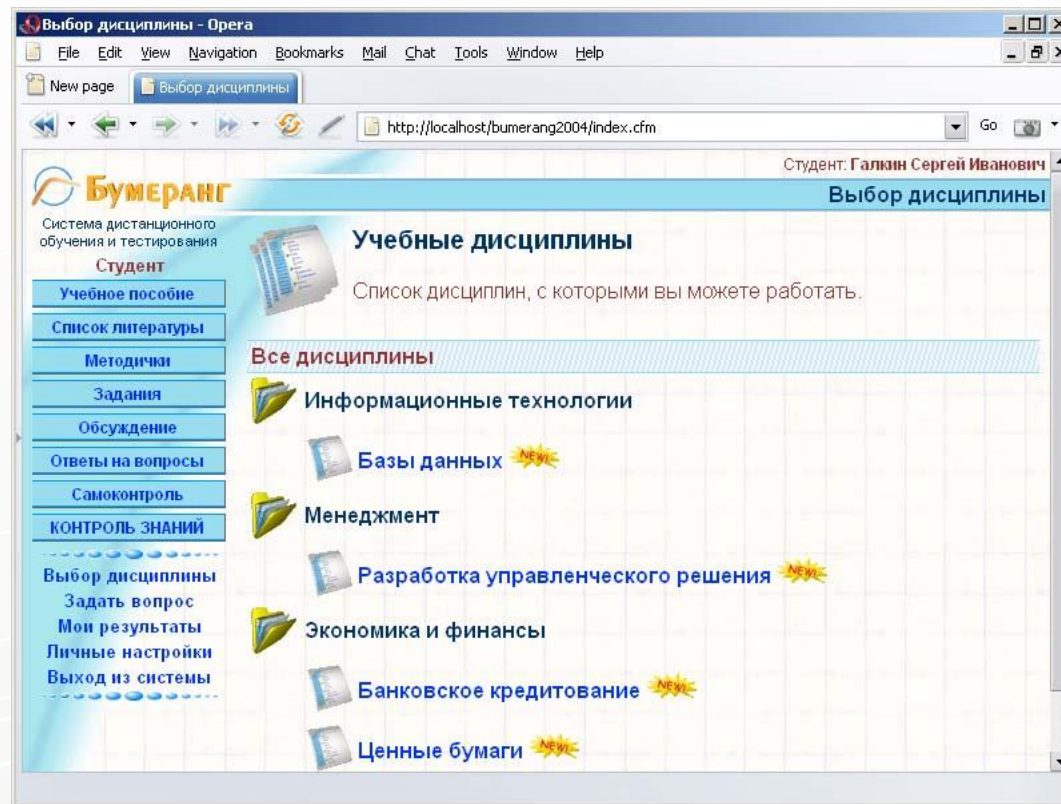 Выбор дисциплины - Opera
File Edit View Navigation Bookmarks Mail Chat Tools Window Help
New page Выбор дисциплины
http://localhost/bumerang2004/index.cfm Go
Студент: Галкин Сергей Иванович
Бумеранг
Выбор дисциплины
Система дистанционного
обучения и тестирования
Студент
Учебное пособие
Список литературы
Методички
Задания
Обсуждение
Ответы на вопросы
Самоконтроль
КОНТРОЛЬ ЗНАНИЙ
Выбор дисциплины
Задать вопрос
Мои результаты
Личные настройки
Выход из системы
Учебные дисциплины
Список дисциплин, с которыми вы можете работать.
Все дисциплины
Информационные технологии
Базы данных NEW!
Менеджмент
Разработка управленческого решения NEW!
Экономика и финансы
Банковское кредитование NEW!
Ценные бумаги NEW!